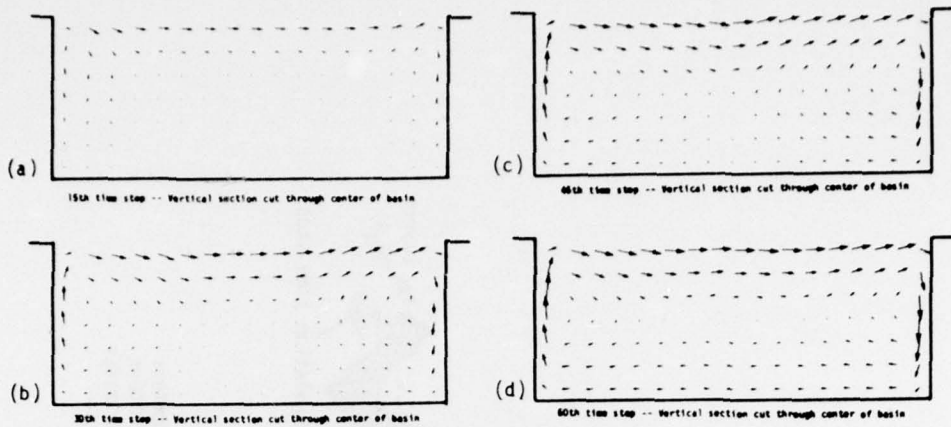 (a)
15th time step -- Vertical section cut through center of basin
(b)
30th time step -- Vertical section cut through center of basin
(c)
46th time step -- Vertical section cut through center of basin
(d)
60th time step -- Vertical section cut through center of basin